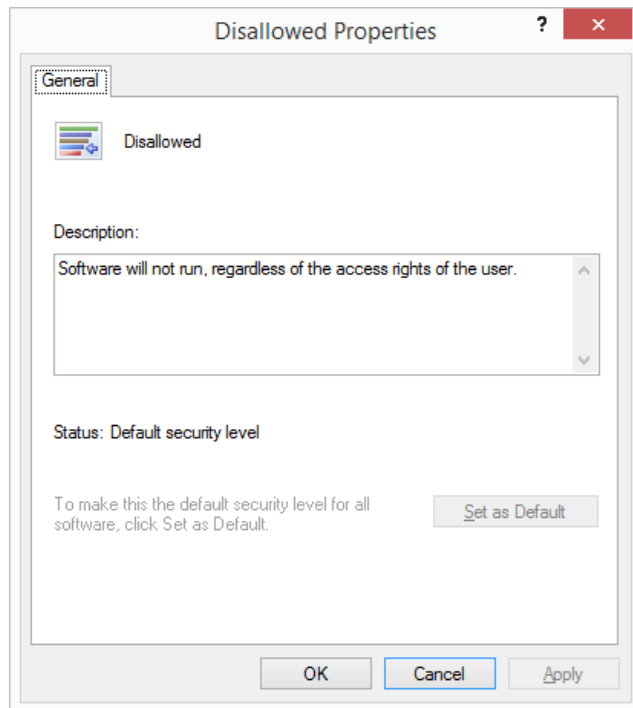 Disallowed Properties
?
General
Disallowed
Description:
Software will not run, regardless of the access rights of the user.
Status: Default security level
To make this the default security level for all
software, click Set as Default.
Set as Default
OK
Cancel
Apply